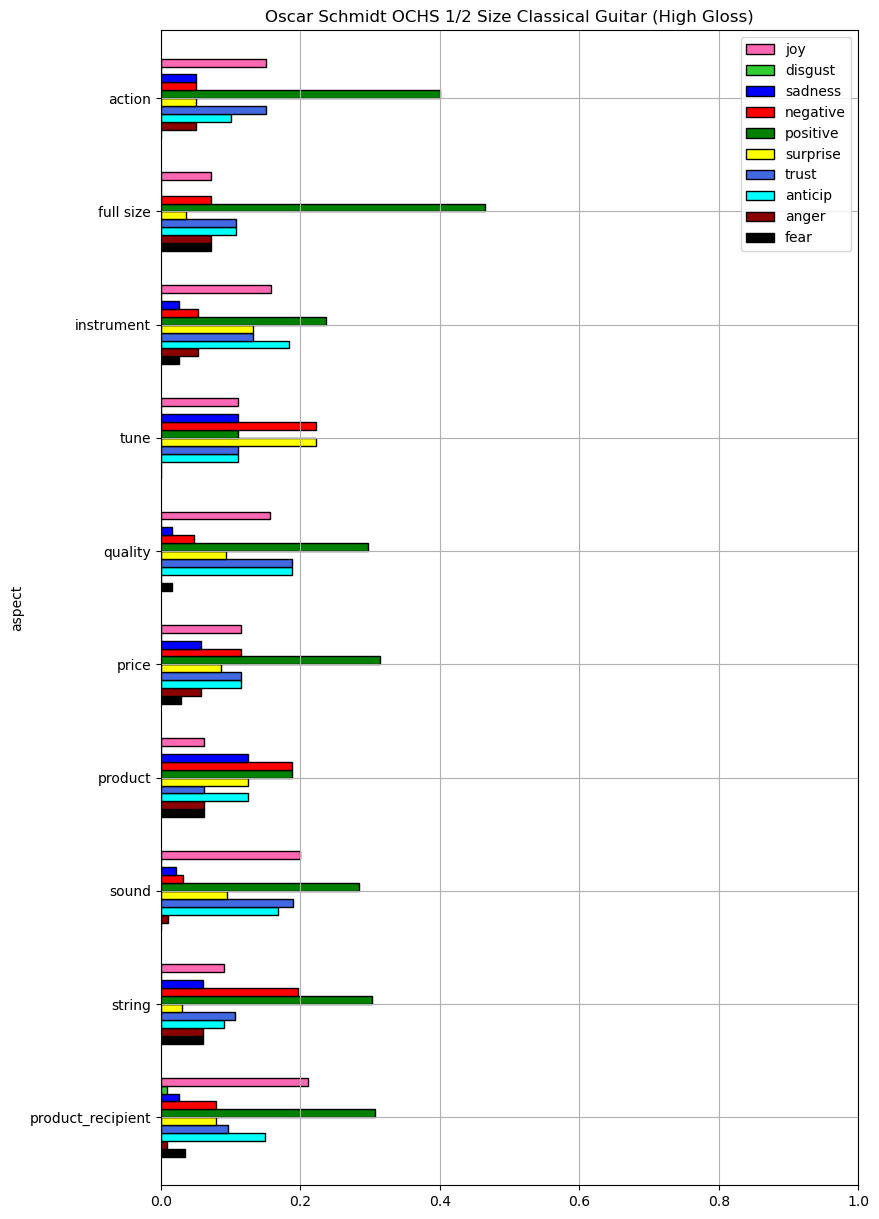 Oscar Schmidt OCHS 1/2 Size Classical Guitar (High Gloss)
joy
disgust
sadness
negative
positive
surprise
trust
anticip
anger
fear
action
full size
instrument
tune
quality
price
product
sound
string
product_recipient
aspect
0.0 0.2 0.4 0.6 0.8 1.0